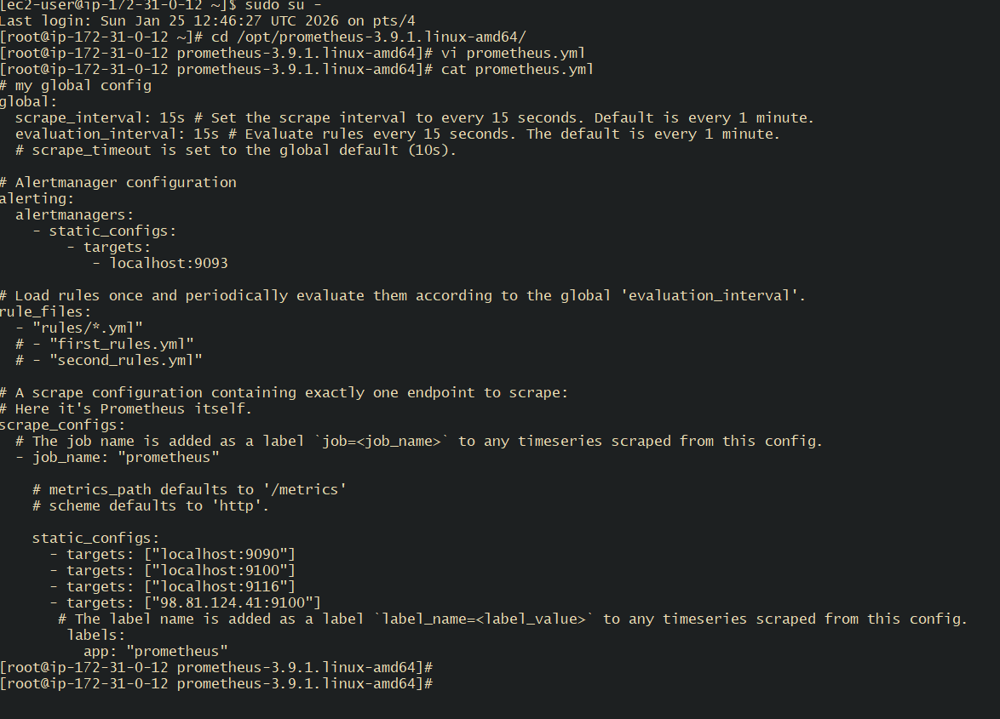 [ec2-user@ip-172-31-0-12 ~]$ sudo su -
Last login: Sun Jan 25 12:46:27 UTC 2026 on pts/4
[root@ip-172-31-0-12 ~]# cd /opt/prometheus-3.9.1.linux-amd64/
[root@ip-172-31-0-12 prometheus-3.9.1.linux-amd64]# vi prometheus.yml
[root@ip-172-31-0-12 prometheus-3.9.1.linux-amd64]# cat prometheus.yml
# my global config
global:
  scrape_interval: 15s # Set the scrape interval to every 15 seconds. Default is every 1 minute.
  evaluation_interval: 15s # Evaluate rules every 15 seconds. The default is every 1 minute.
  # scrape_timeout is set to the global default (10s).

# Alertmanager configuration
alerting:
  alertmanagers:
    - static_configs:
        - targets:
           - localhost:9093

# Load rules once and periodically evaluate them according to the global 'evaluation_interval'.
rule_files:
  - "rules/*.yml"
  # - "first_rules.yml"
  # - "second_rules.yml"

# A scrape configuration containing exactly one endpoint to scrape:
# Here it's Prometheus itself.
scrape_configs:
  # The job name is added as a label `job=<job_name>` to any timeseries scraped from this config.
  - job_name: "prometheus"

    # metrics_path defaults to '/metrics'
    # scheme defaults to 'http'.

    static_configs:
      - targets: ["localhost:9090"]
      - targets: ["localhost:9100"]
      - targets: ["localhost:9116"]
      - targets: ["98.81.124.41:9100"]
       # The label name is added as a label `label_name=<label_value>` to any timeseries scraped from this config.
        labels:
          app: "prometheus"
[root@ip-172-31-0-12 prometheus-3.9.1.linux-amd64]#
[root@ip-172-31-0-12 prometheus-3.9.1.linux-amd64]#